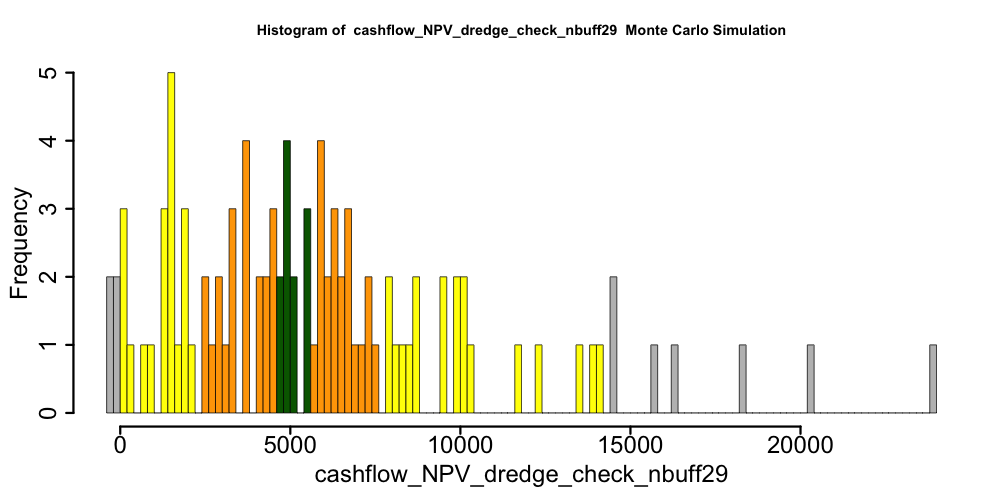 Histogram of cashflow_NPV_dredge_check_nbuff29 Monte Carlo Simulation
Frequency
5
4
3
2
1
0
0 5000 10000 15000 20000
cashflow_NPV_dredge_check_nbuff29